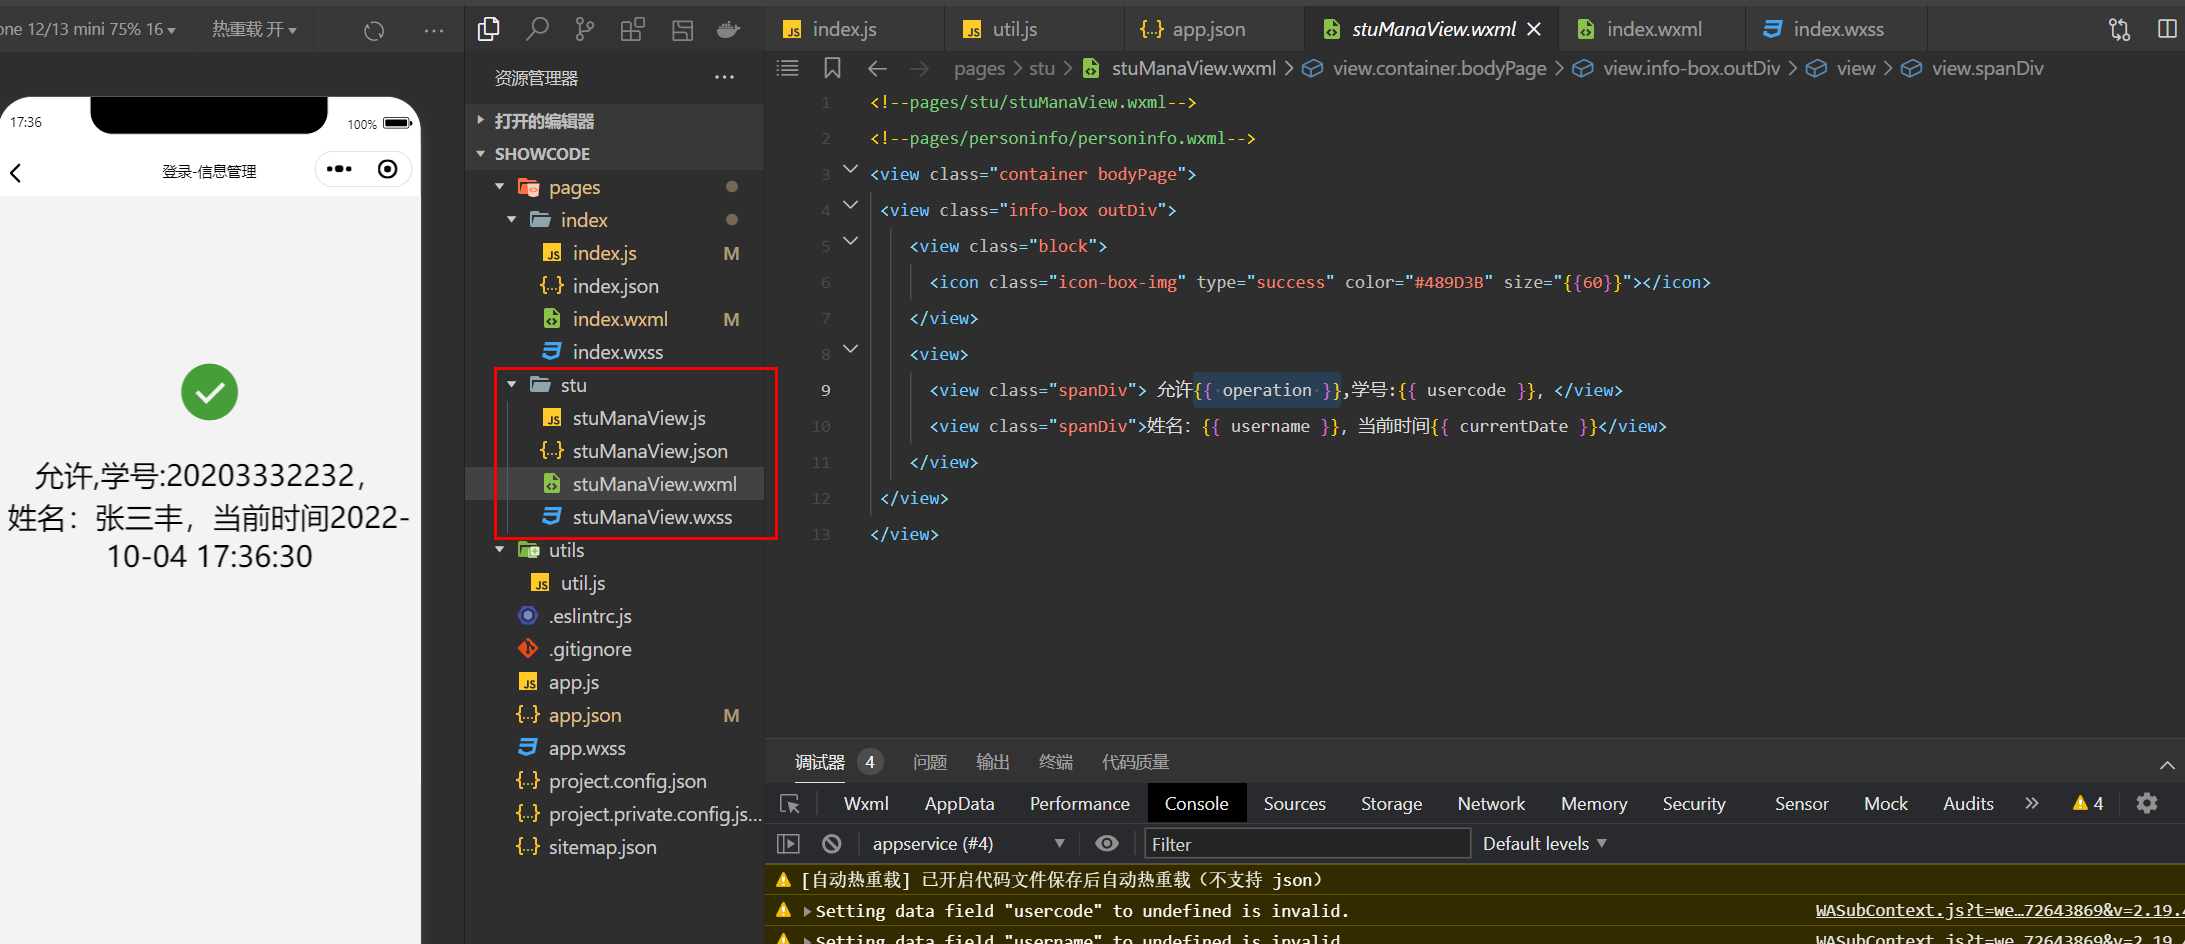 one 12/13 mini 75% 16
热重载 开
17:36
100%
登录-信息管理
允许,学号:20203332232,
姓名：张三丰，当前时间2022-
10-04 17:36:30
资源管理器
打开的编辑器
SHOWCODE
pages
index
index.js M
index.json
index.wxml M
index.wxss
stu
stuManaView.js
stuManaView.json
stuManaView.wxml
stuManaView.wxss
utils
util.js
.eslintrc.js
.gitignore
app.js
app.json M
app.wxss
project.config.json
project.private.config.js...
sitemap.json
index.js util.js app.json stuManaView.wxml index.wxml index.wxss
pages > stu > stuManaView.wxml > view.container.bodyPage > view.info-box.outDiv > view > view.spanDiv
1 <!--pages/stu/stuManaView.wxml-->
2 <!--pages/personinfo/personinfo.wxml-->
3 <view class="container bodyPage">
4 <view class="info-box outDiv">
5 <view class="block">
6 <icon class="icon-box-img" type="success" color="#489D3B" size="{{60}}"></icon>
7 </view>
8 <view>
9 <view class="spanDiv"> 允许{{ operation }},学号:{{ usercode }}, </view>
10 <view class="spanDiv">姓名：{{ username }}，当前时间{{ currentDate }}</view>
11 </view>
12 </view>
13 </view>
调试器 4 问题 输出 终端 代码质量
Wxml AppData Performance Console Sources Storage Network Memory Security Sensor Mock Audits 4
appservice (#4) Filter Default levels
[自动热重载] 已开启代码文件保存后自动热重载（不支持 json）
Setting data field "usercode" to undefined is invalid. WASubContext.js?t=we…72643869&v=2.19.4
Setting data field "username" to undefined is invalid. WASubContext.js?t=we…72643869&v=2.19.4